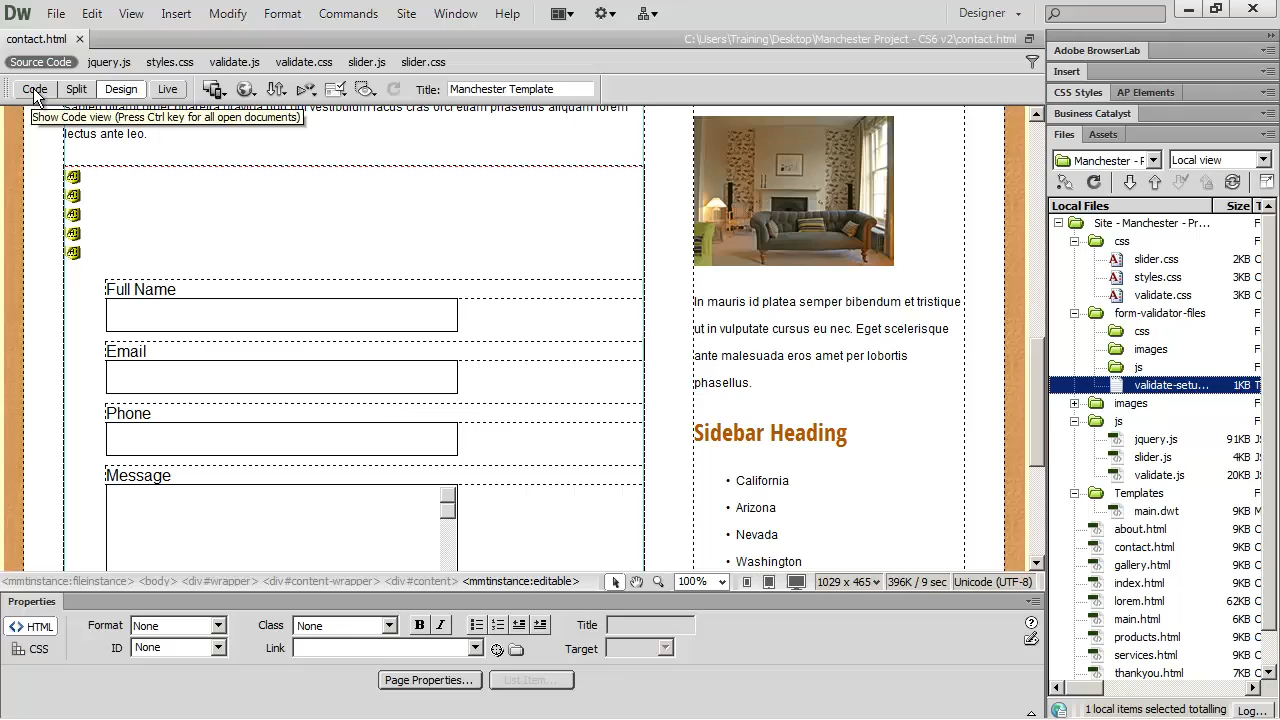 Dw File Edit View Insert Modify Format Commands Site Window Help Designer
contact.html × C:\Users\Training\Desktop\Manchester Project - CS6 v2\contact.html
Source Code jquery.js styles.css validate.js validate.css slider.js slider.css
Code Split Design Live Title: Manchester Template
Show Code view (Press Ctrl key for all open documents)
lectus ante leo.
Full Name
Email
Phone
Message
In mauris id platea semper bibendum et tristique
ut in vulputate cursus eu nec. Eget scelerisque
ante malesuada eros amet per lobortis
phasellus.
Sidebar Heading
• California
• Arizona
• Nevada
• Washington
<mmtinstance:fileinstance> <body> <div #wrapper> <div #content-wrapper> <div #content> <mmtinstance:editable> 100% 1029 x 465 396K / 9 sec Unicode (UTF-8)
Properties
<> HTML Format None Class None B I Title
CSS ID None Link Target
Page Properties... List Item...
Adobe BrowserLab
Insert
CSS Styles AP Elements
Business Catalyst
Files Assets
Manchester - F Local view
Local Files Size T
Site - Manchester - Pr... F
css F
slider.css 2KB C
styles.css 3KB C
validate.css 3KB C
form-validator-files F
css F
images F
js F
validate-setu... 1KB T
images F
js F
jquery.js 91KB JS
slider.js 4KB JS
validate.js 20KB JS
Templates F
main.dwt 9KB M
about.html 9KB F
contact.html 9KB F
gallery.html 9KB F
index.html 9KB F
lorem.html 62KB F
main.html 9KB F
products.html 9KB F
services.html 9KB F
thankyou.html 7KB F
1 local items selected totalling Log...